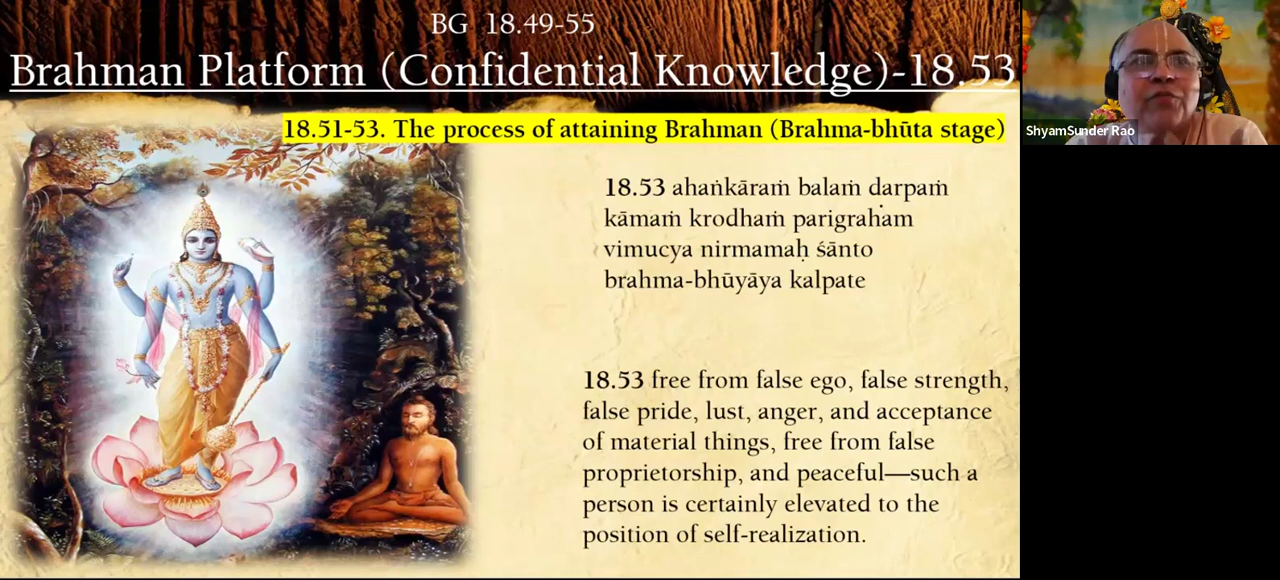 BG 18.49-55
Brahman Platform (Confidential Knowledge)-18.53
18.51-53. The process of attaining Brahman (Brahma-bhūta stage)
18.53 ahaṅkāraṁ balaṁ darpaṁ
kāmaṁ krodhaṁ parigraham
vimucya nirmamaḥ śānto
brahma-bhūyāya kalpate
18.53 free from false ego, false strength,
false pride, lust, anger, and acceptance
of material things, free from false
proprietorship, and peaceful—such a
person is certainly elevated to the
position of self-realization.
ShyamSunder Rao